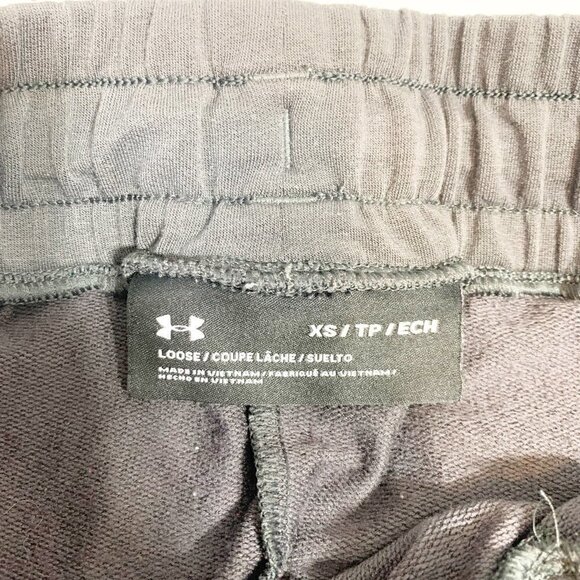 XS / TP / ECH
LOOSE / COUPE LÂCHE / SUELTO
MADE IN VIETNAM / FABRIQUÉ AU VIETNAM /
HECHO EN VIETNAM